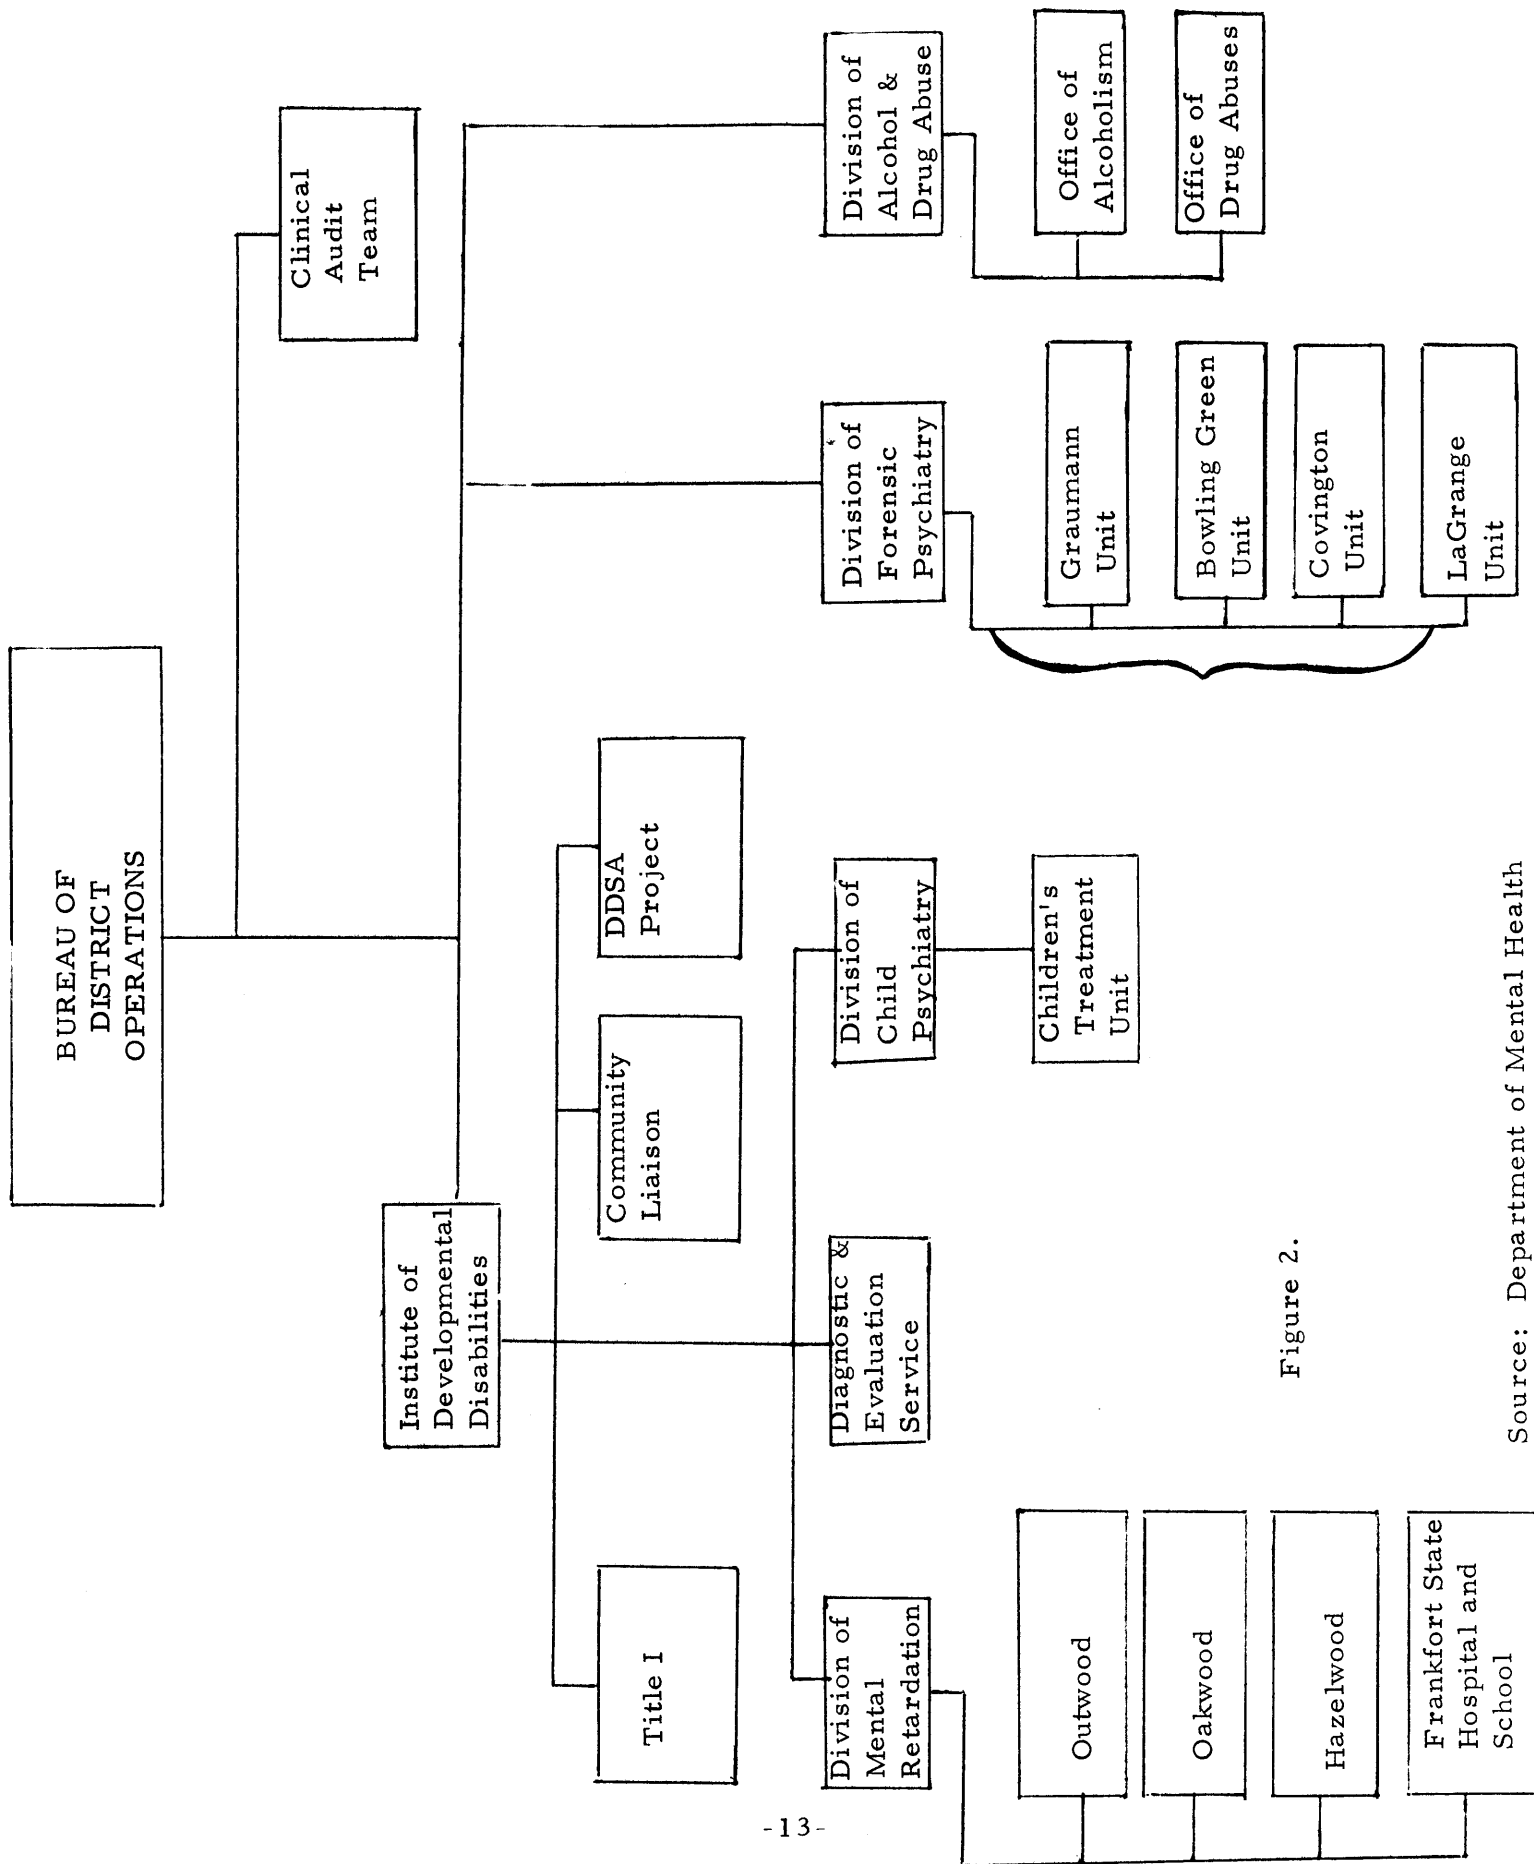 BUREAU OF
DISTRICT
OPERATIONS
Clinical
Audit
Team
Institute of
Developmental
Disabilities
Title I
Community
Liaison
DDSA
Project
Division of
Mental
Retardation
Diagnostic &
Evaluation
Service
Division of
Child
Psychiatry
Division of
Forensic
Psychiatry
Division of
Alcohol &
Drug Abuse
Outwood
Oakwood
Hazelwood
Frankfort State
Hospital and
School
Children's
Treatment
Unit
Graumann
Unit
Bowling Green
Unit
Covington
Unit
LaGrange
Unit
Office of
Alcoholism
Office of
Drug Abuses
Figure 2.
Source: Department of Mental Health
-13-